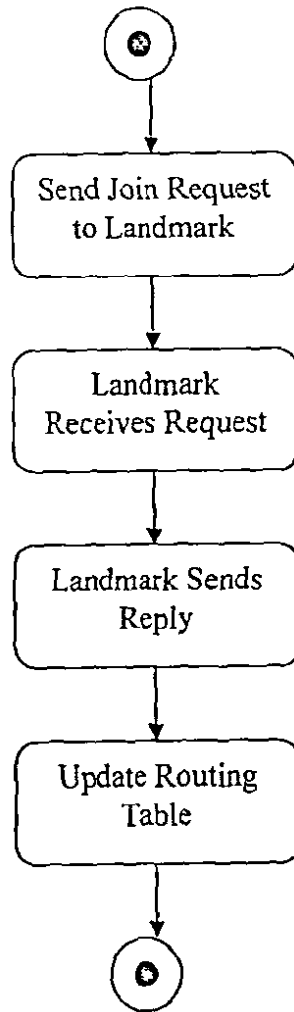 Send Join Request
to Landmark
Landmark
Receives Request
Landmark Sends
Reply
Update Routing
Table